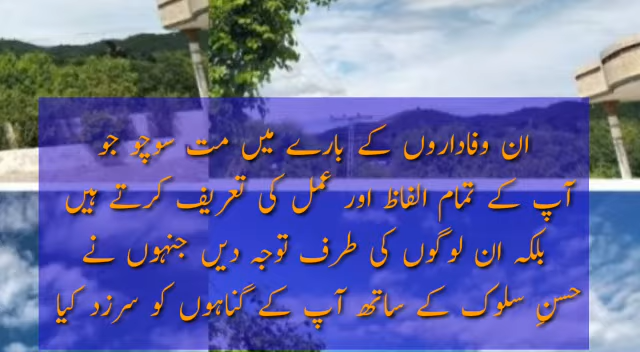 ان وفاداروں کے بارے میں مت سوچو جو
آپ کے تمام الفاظ اور عمل کی تعریف کرتے ہیں
بلکہ ان لوگوں کی طرف توجہ دیں جنہوں نے
حسنِ سلوک کے ساتھ آپ کے گناہوں کو سرزد کیا